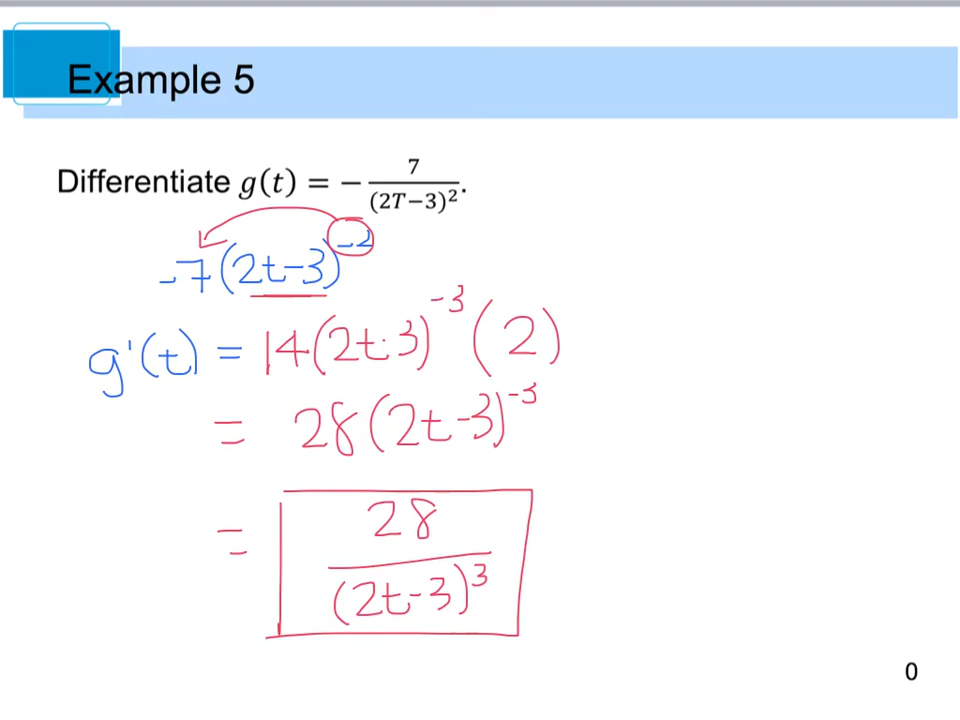 Example 5
Differentiate g(t) = − 7/(2T−3)².
-7(2t-3)⁻²
g'(t) = 14(2t-3)⁻³(2)
= 28(2t-3)⁻³
= 28/(2t-3)³
0